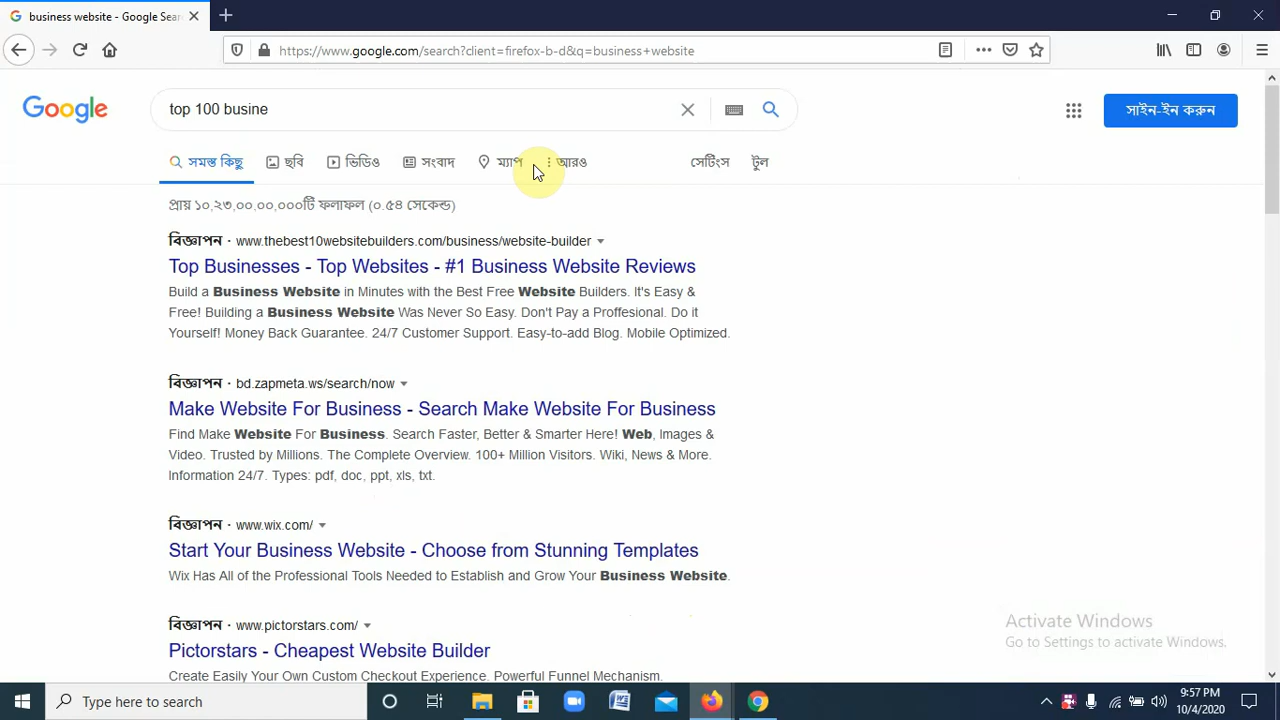 business website - Google Sear
https://www.google.com/search?client=firefox-b-d&q=business+website
Google
top 100 busine
সাইন-ইন করুন
সমস্ত কিছু ছবি ভিডিও সংবাদ ম্যাপ আরও সেটিংস টুল
প্রায় ১০,২৩,০০,০০,০০০টি ফলাফল (০.৫৪ সেকেন্ড)
বিজ্ঞাপন · www.thebest10websitebuilders.com/business/website-builder
Top Businesses - Top Websites - #1 Business Website Reviews
Build a Business Website in Minutes with the Best Free Website Builders. It's Easy &
Free! Building a Business Website Was Never So Easy. Don't Pay a Proffesional. Do it
Yourself! Money Back Guarantee. 24/7 Customer Support. Easy-to-add Blog. Mobile Optimized.
বিজ্ঞাপন · bd.zapmeta.ws/search/now
Make Website For Business - Search Make Website For Business
Find Make Website For Business. Search Faster, Better & Smarter Here! Web, Images &
Video. Trusted by Millions. The Complete Overview. 100+ Million Visitors. Wiki, News & More.
Information 24/7. Types: pdf, doc, ppt, xls, txt.
বিজ্ঞাপন · www.wix.com/
Start Your Business Website - Choose from Stunning Templates
Wix Has All of the Professional Tools Needed to Establish and Grow Your Business Website.
বিজ্ঞাপন · www.pictorstars.com/
Pictorstars - Cheapest Website Builder
Create Easily Your Own Custom Checkout Experience. Powerful Funnel Mechanism.
Activate Windows
Go to Settings to activate Windows.
Type here to search
9:57 PM
10/4/2020